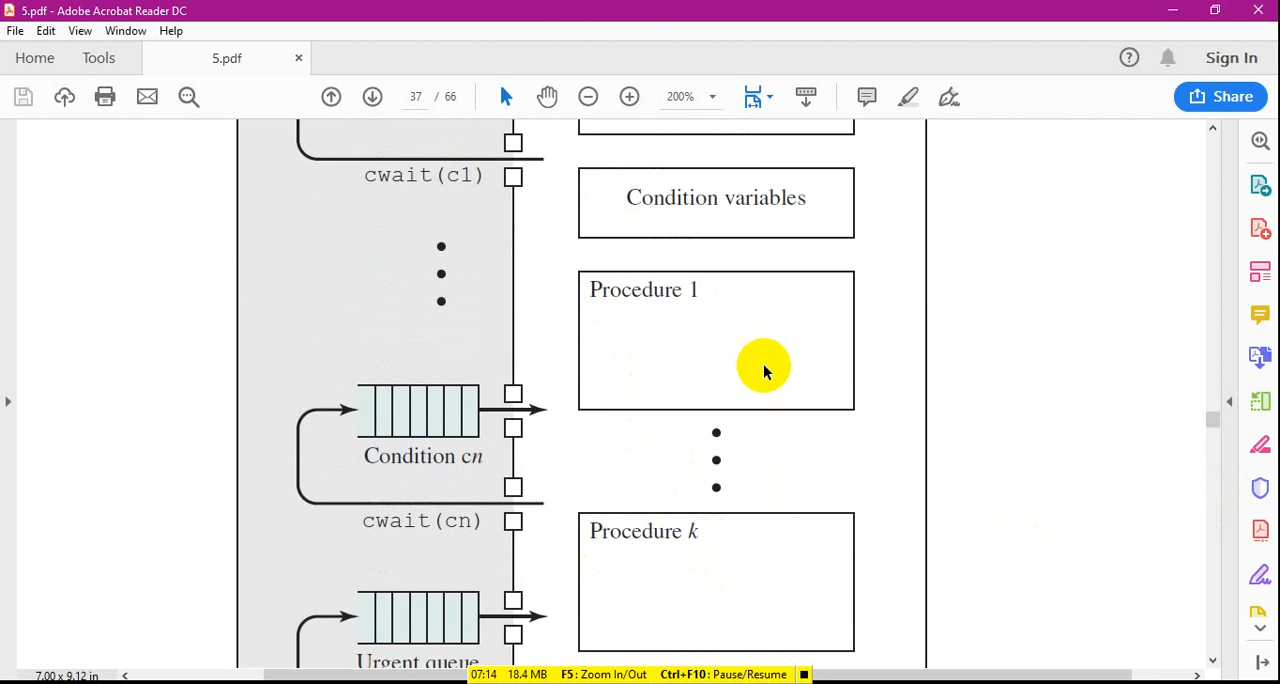 5.pdf - Adobe Acrobat Reader DC
File Edit View Window Help
Home Tools 5.pdf × Sign In
37 / 66 200% Share
cwait(c1)
Condition variables
Procedure 1
Condition cn
cwait(cn)
Procedure k
Urgent queue
7.00 x 9.12 in
07:14 18.4 MB F5: Zoom In/Out Ctrl+F10: Pause/Resume